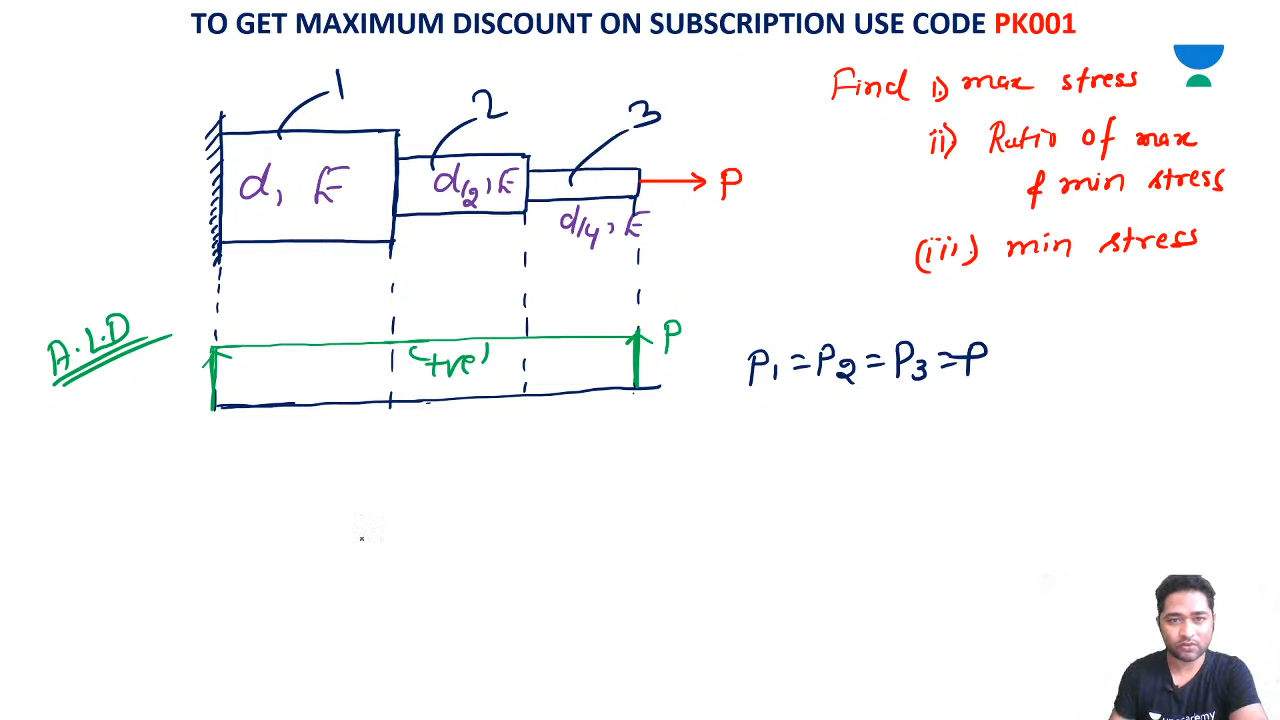 TO GET MAXIMUM DISCOUNT ON SUBSCRIPTION USE CODE PK001
Find i) max stress
ii) Ratio of max
& min stress
(iii) min stress
1
2
3
d, E
d/2, E
d/4, E
P
A.L.D
(+ve)
P
P1 = P2 = P3 = P